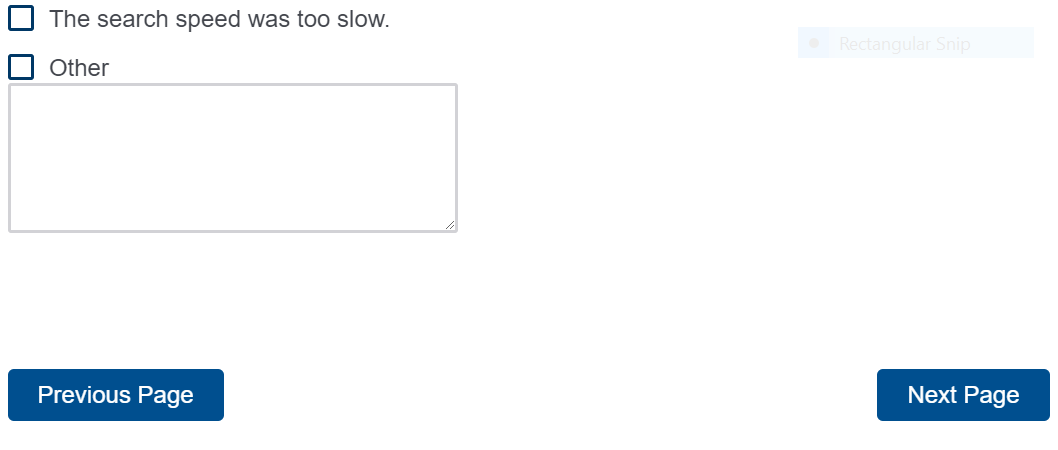 The search speed was too slow.
Rectangular Snip
Other
Previous Page
Next Page